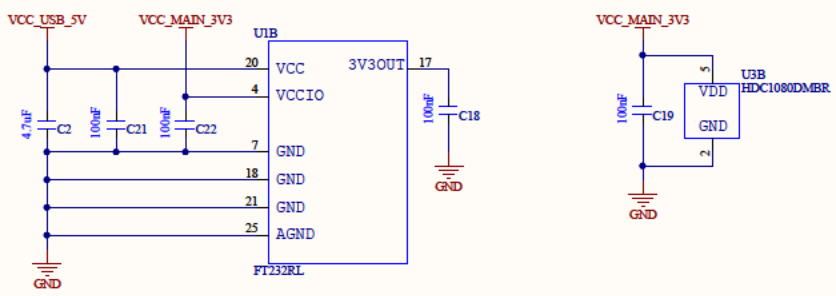 VCC_USB_5V
VCC_MAIN_3V3
U1B
20
VCC
3V3OUT
17
4
VCCIO
4.7uF
C2
100nF
C21
100nF
C22
100nF
C18
7
GND
18
GND
GND
21
GND
25
AGND
GND
FT232RL
VCC_MAIN_3V3
5
U3B
HDC1080DMBR
VDD
100nF
C19
GND
2
GND